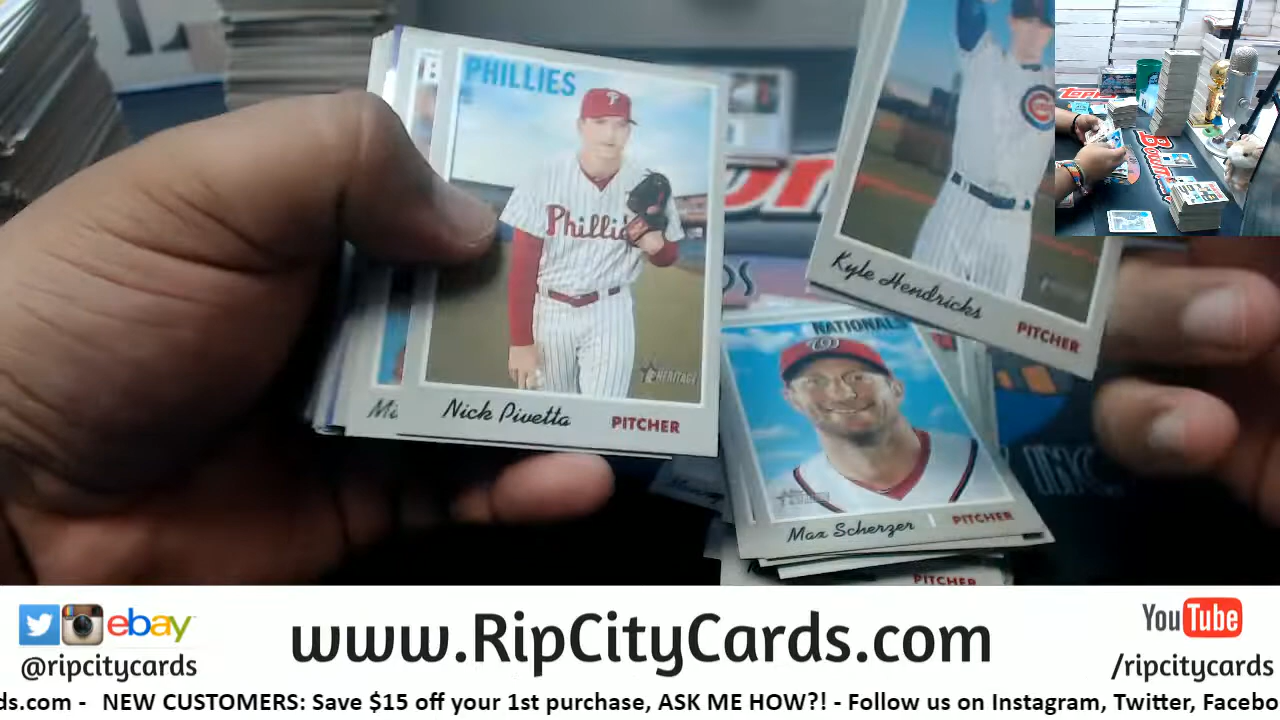 PHILLIES
Phillie
HERITAGE
Nick Pivetta PITCHER
Kyle Hendricks PITCHER
NATIONALS
W
Max Scherzer PITCHER
PITCHER
ebay
@ripcitycards
www.RipCityCards.com
YouTube
/ripcitycards
ds.com - NEW CUSTOMERS: Save $15 off your 1st purchase, ASK ME HOW?! - Follow us on Instagram, Twitter, Facebo